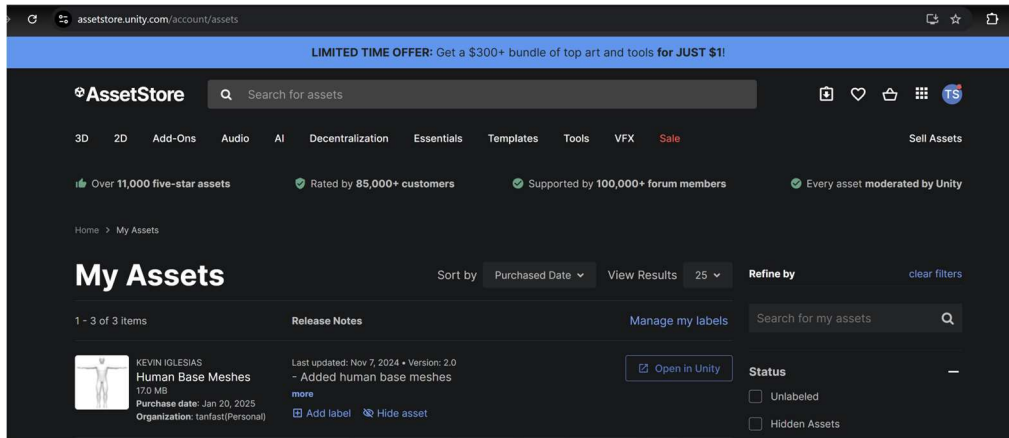 assetstore.unity.com/account/assets
LIMITED TIME OFFER: Get a $300+ bundle of top art and tools for JUST $1!
AssetStore
Search for assets
TS
3D 2D Add-Ons Audio AI Decentralization Essentials Templates Tools VFX Sale Sell Assets
Over 11,000 five-star assets Rated by 85,000+ customers Supported by 100,000+ forum members Every asset moderated by Unity
Home > My Assets
My Assets
Sort by Purchased Date View Results 25
Refine by clear filters
1 - 3 of 3 items Release Notes Manage my labels
Search for my assets
KEVIN IGLESIAS
Human Base Meshes
17.0 MB
Purchase date: Jan 20, 2025
Organization: tanfast(Personal)
Last updated: Nov 7, 2024 • Version: 2.0
- Added human base meshes
more
Add label Hide asset
Open in Unity
Status
Unlabeled
Hidden Assets